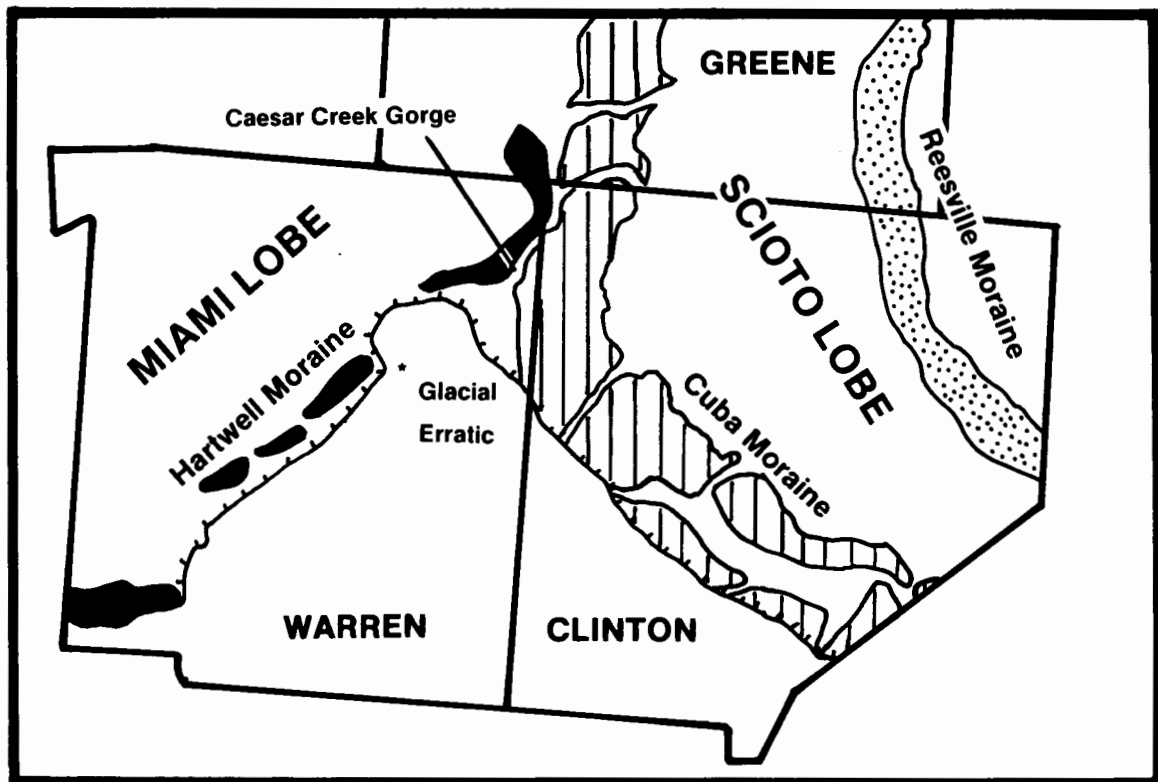 GREENE
Caesar Creek Gorge
Reesville Moraine
MIAMI LOBE
SCIOTO LOBE
Hartwell Moraine
*
Glacial
Erratic
Cuba Moraine
WARREN
CLINTON